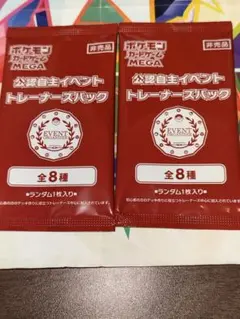 ポケモン
カードゲーム
MEGA
非売品
公認自主イベント
トレーナーズパック
EVENT
全8種
★ランダム1枚入り★
ポケモン
カードゲーム
MEGA
非売品
公認自主イベント
トレーナーズパック
EVENT
全8種
★ランダム1枚入り★